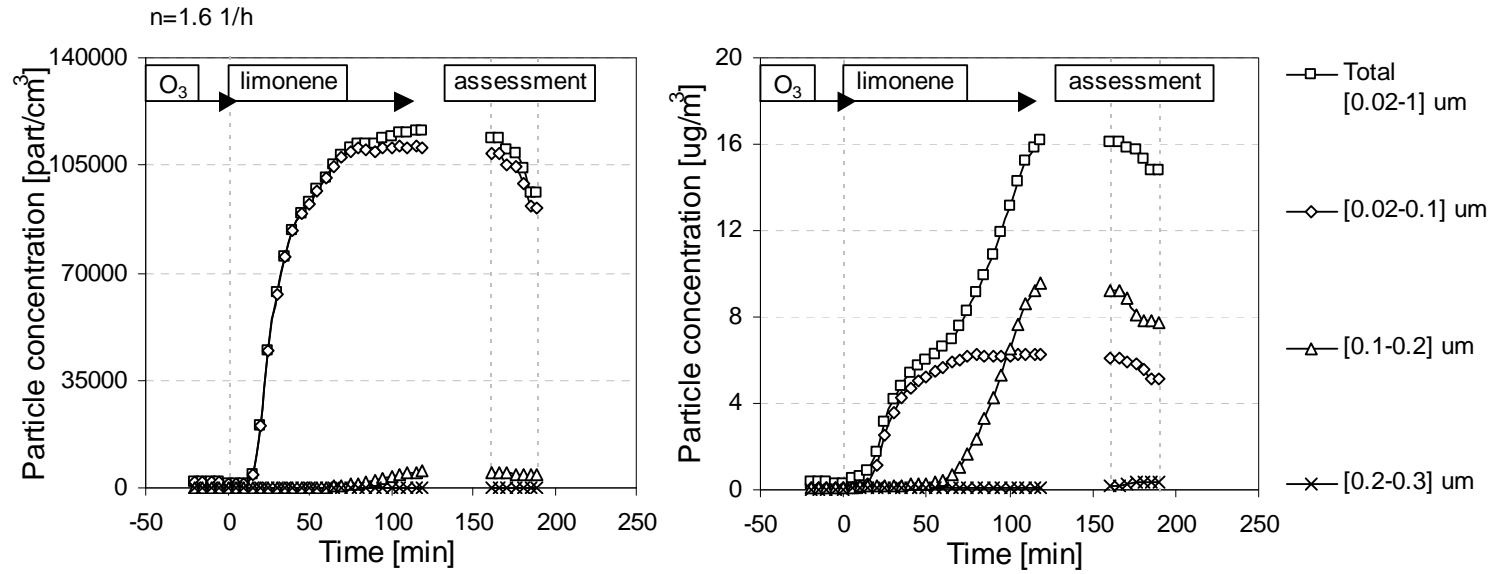 n=1.6 1/h
Particle concentration [part/cm³]
140000
105000
70000
35000
0
O₃
limonene
assessment
-50 0 50 100 150 200 250
Time [min]
Particle concentration [ug/m³]
20
16
12
8
4
0
O₃
limonene
assessment
-50 0 50 100 150 200 250
Time [min]
Total
[0.02-1] um
[0.02-0.1] um
[0.1-0.2] um
[0.2-0.3] um